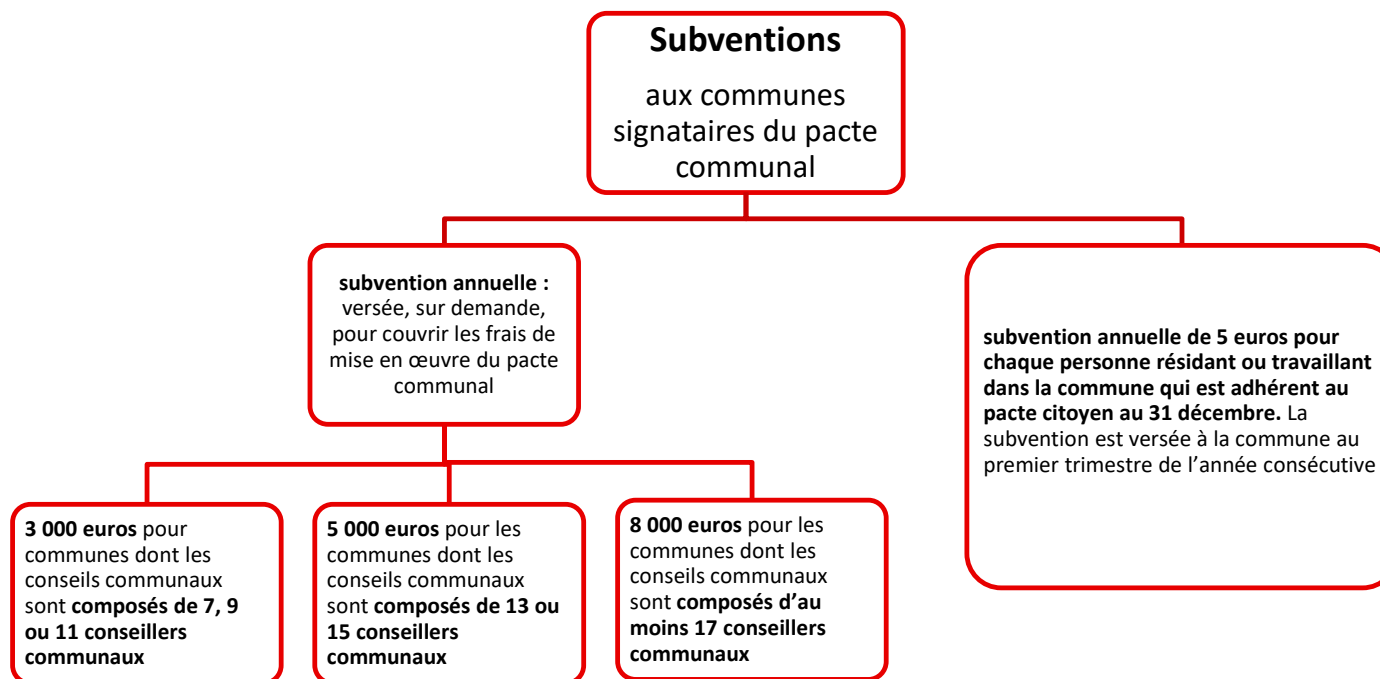 Subventions
aux communes
signataires du pacte
communal
subvention annuelle :
versée, sur demande,
pour couvrir les frais de
mise en œuvre du pacte
communal
subvention annuelle de 5 euros pour
chaque personne résidant ou travaillant
dans la commune qui est adhérent au
pacte citoyen au 31 décembre. La
subvention est versée à la commune au
premier trimestre de l’année consécutive
3 000 euros pour
communes dont les
conseils communaux
sont composés de 7, 9
ou 11 conseillers
communaux
5 000 euros pour les
communes dont les
conseils communaux
sont composés de 13 ou
15 conseillers
communaux
8 000 euros pour les
communes dont les
conseils communaux
sont composés d’au
moins 17 conseillers
communaux